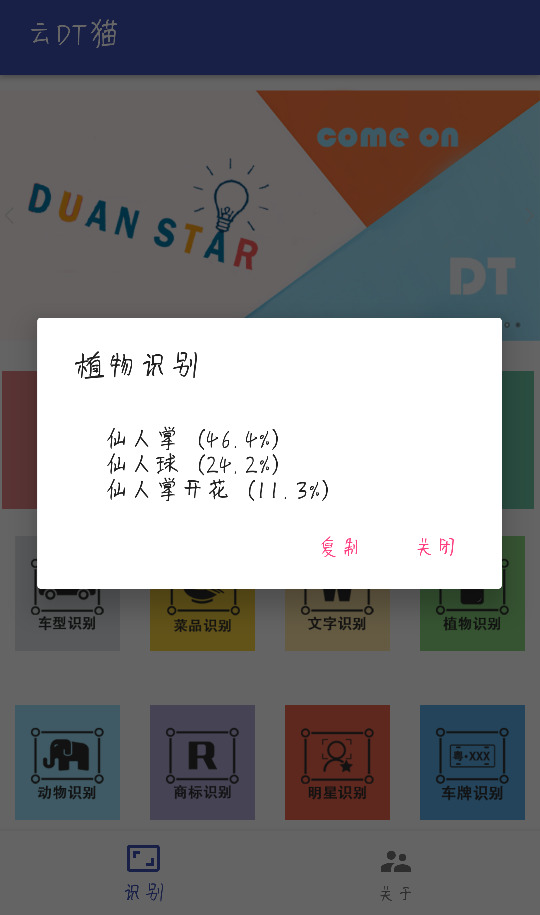 云DT猫
come on
DUAN STAR
DT
植物识别
仙人掌 (46.4%)
仙人球 (24.2%)
仙人掌开花 (11.3%)
复制 关闭
车型识别 菜品识别 文字识别 植物识别
R 粤·XXX
动物识别 商标识别 明星识别 车牌识别
识别 关于